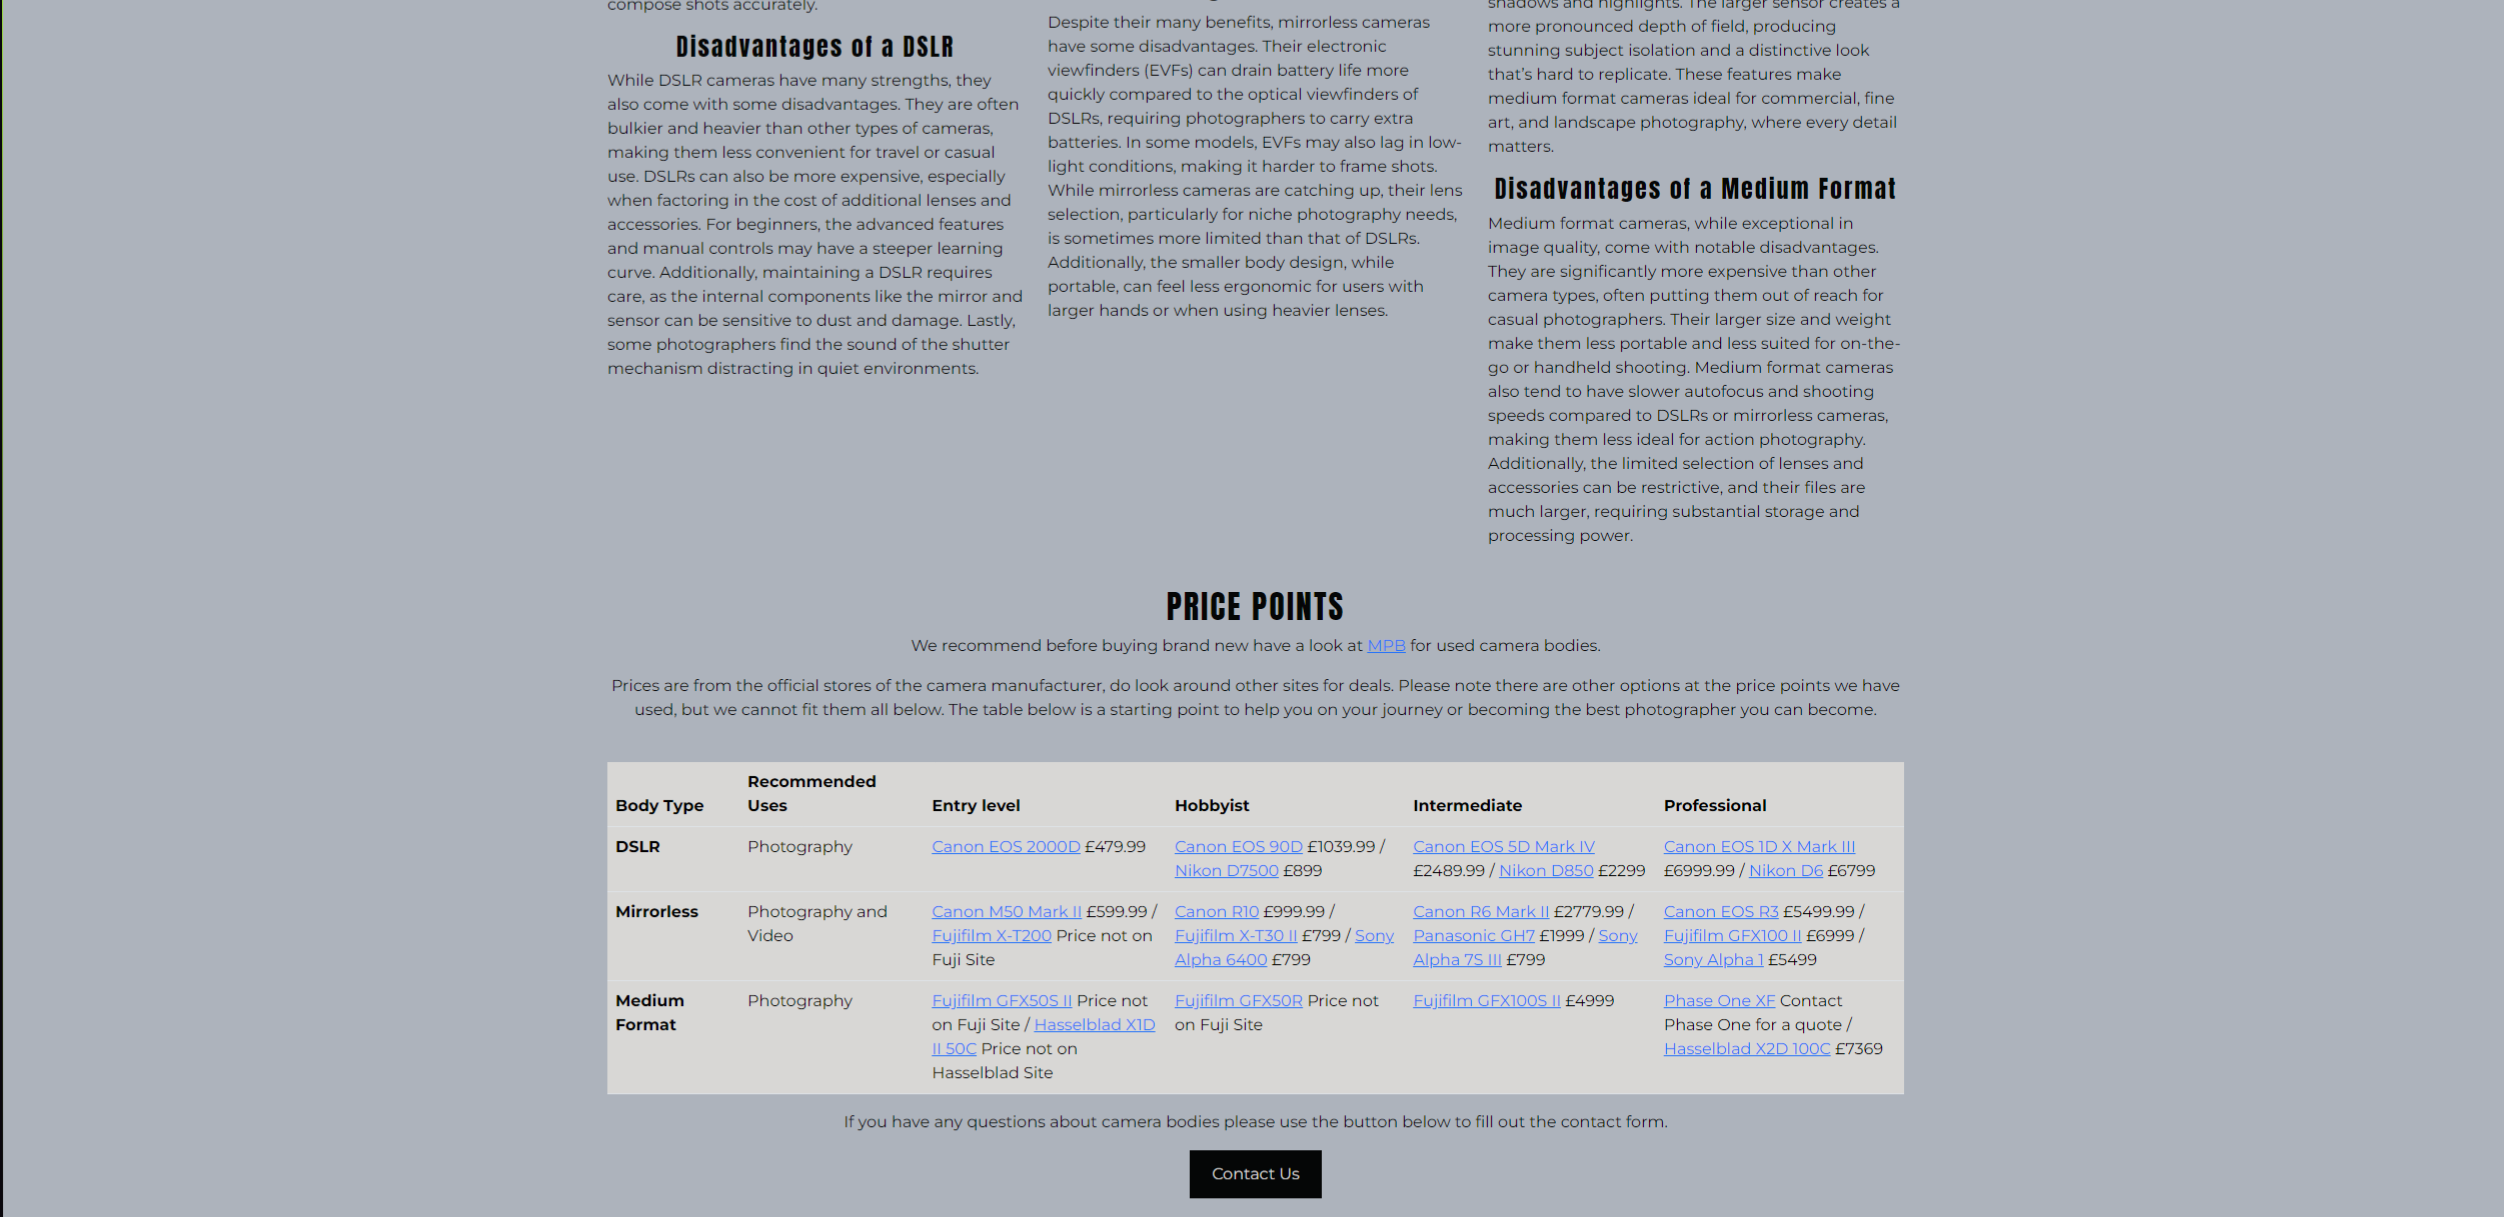 compose shots accurately.
Disadvantages of a DSLR
While DSLR cameras have many strengths, they
also come with some disadvantages. They are often
bulkier and heavier than other types of cameras,
making them less convenient for travel or casual
use. DSLRs can also be more expensive, especially
when factoring in the cost of additional lenses and
accessories. For beginners, the advanced features
and manual controls may have a steeper learning
curve. Additionally, maintaining a DSLR requires
care, as the internal components like the mirror and
sensor can be sensitive to dust and damage. Lastly,
some photographers find the sound of the shutter
mechanism distracting in quiet environments.
Despite their many benefits, mirrorless cameras
have some disadvantages. Their electronic
viewfinders (EVFs) can drain battery life more
quickly compared to the optical viewfinders of
DSLRs, requiring photographers to carry extra
batteries. In some models, EVFs may also lag in low-
light conditions, making it harder to frame shots.
While mirrorless cameras are catching up, their lens
selection, particularly for niche photography needs,
is sometimes more limited than that of DSLRs.
Additionally, the smaller body design, while
portable, can feel less ergonomic for users with
larger hands or when using heavier lenses.
shadows and highlights. The larger sensor creates a
more pronounced depth of field, producing
stunning subject isolation and a distinctive look
that's hard to replicate. These features make
medium format cameras ideal for commercial, fine
art, and landscape photography, where every detail
matters.
Disadvantages of a Medium Format
Medium format cameras, while exceptional in
image quality, come with notable disadvantages.
They are significantly more expensive than other
camera types, often putting them out of reach for
casual photographers. Their larger size and weight
make them less portable and less suited for on-the-
go or handheld shooting. Medium format cameras
also tend to have slower autofocus and shooting
speeds compared to DSLRs or mirrorless cameras,
making them less ideal for action photography.
Additionally, the limited selection of lenses and
accessories can be restrictive, and their files are
much larger, requiring substantial storage and
processing power.
PRICE POINTS
We recommend before buying brand new have a look at MPB for used camera bodies.
Prices are from the official stores of the camera manufacturer, do look around other sites for deals. Please note there are other options at the price points we have
used, but we cannot fit them all below. The table below is a starting point to help you on your journey or becoming the best photographer you can become.
Body Type
Recommended
Uses
Entry level
Hobbyist
Intermediate
Professional
DSLR
Photography
Canon EOS 2000D £479.99
Canon EOS 90D £1039.99 /
Nikon D7500 £899
Canon EOS 5D Mark IV
£2489.99 / Nikon D850 £2299
Canon EOS 1D X Mark III
£6999.99 / Nikon D6 £6799
Mirrorless
Photography and
Video
Canon M50 Mark II £599.99 /
Fujifilm X-T200 Price not on
Fuji Site
Canon R10 £999.99 /
Fujifilm X-T30 II £799 / Sony
Alpha 6400 £799
Canon R6 Mark II £2779.99 /
Panasonic GH7 £1999 / Sony
Alpha 7S III £799
Canon EOS R3 £5499.99 /
Fujifilm GFX100 II £6999 /
Sony Alpha 1 £5499
Medium
Format
Photography
Fujifilm GFX50S II Price not
on Fuji Site / Hasselblad X1D
II 50C Price not on
Hasselblad Site
Fujifilm GFX50R Price not
on Fuji Site
Fujifilm GFX100S II £4999
Phase One XF Contact
Phase One for a quote /
Hasselblad X2D 100C £7369
If you have any questions about camera bodies please use the button below to fill out the contact form.
Contact Us